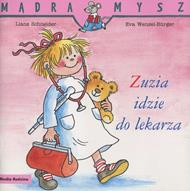 MĄDRA MYSZ
Liane Schneider Eva Wenzel-Bürger
Zuzia
idzie
do lekarza
Media Rodzina